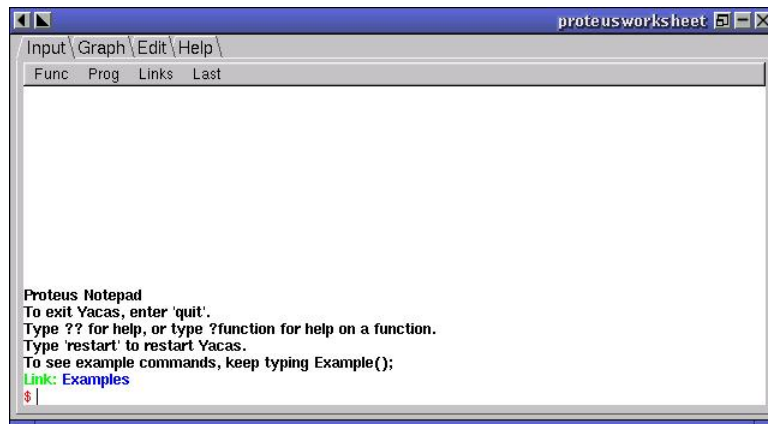 proteusworksheet
Input Graph Edit Help
Func Prog Links Last
Proteus Notepad
To exit Yacas, enter 'quit'.
Type ?? for help, or type ?function for help on a function.
Type 'restart' to restart Yacas.
To see example commands, keep typing Example();
Link: Examples
$